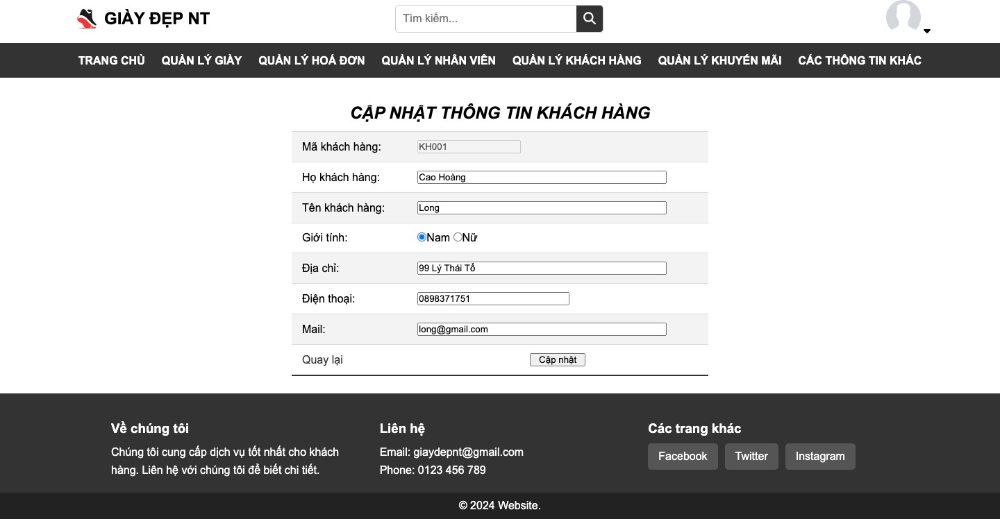 GIÀY ĐẸP NT
Tìm kiếm...
TRANG CHỦ QUẢN LÝ GIÀY QUẢN LÝ HOÁ ĐƠN QUẢN LÝ NHÂN VIÊN QUẢN LÝ KHÁCH HÀNG QUẢN LÝ KHUYẾN MÃI CÁC THÔNG TIN KHÁC
CẬP NHẬT THÔNG TIN KHÁCH HÀNG
Mã khách hàng: KH001
Họ khách hàng: Cao Hoàng
Tên khách hàng: Long
Giới tính: Nam Nữ
Địa chỉ: 99 Lý Thái Tổ
Điện thoại: 0898371751
Mail: long@gmail.com
Quay lại Cập nhật
Về chúng tôi
Chúng tôi cung cấp dịch vụ tốt nhất cho khách
hàng. Liên hệ với chúng tôi để biết chi tiết.
Liên hệ
Email: giaydepnt@gmail.com
Phone: 0123 456 789
Các trang khác
Facebook Twitter Instagram
© 2024 Website.